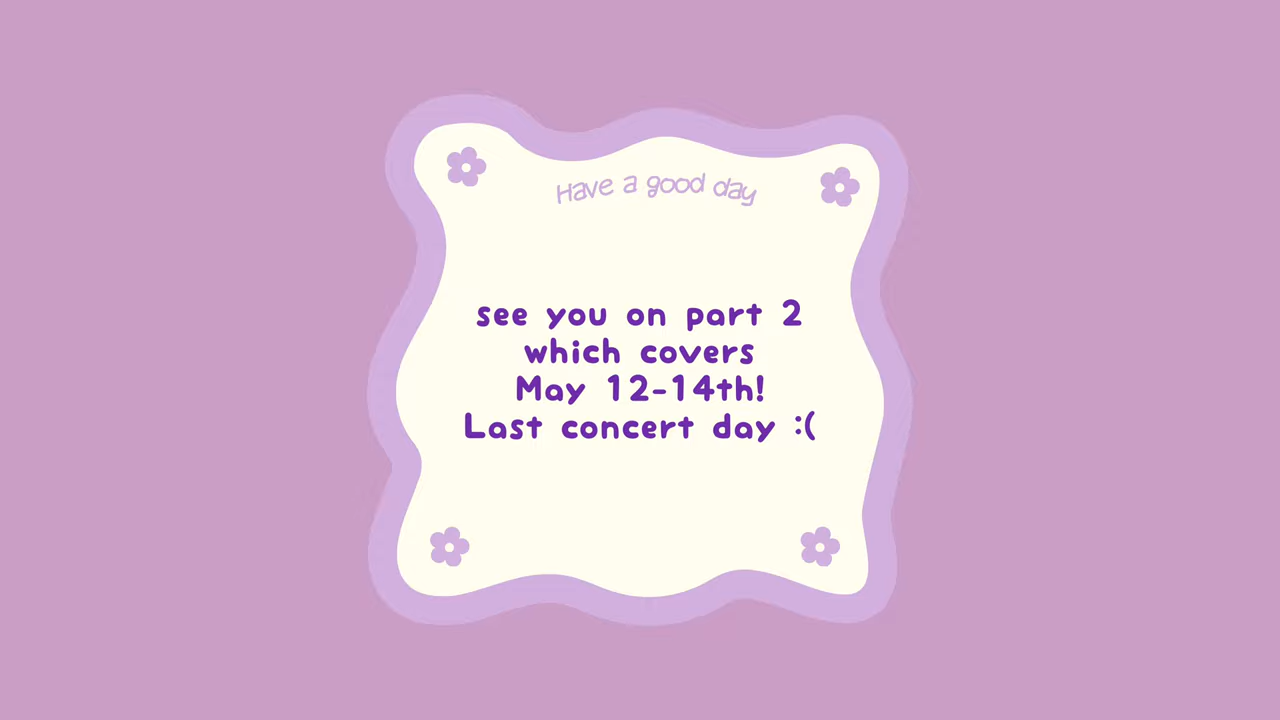 Have a good day
see you on part 2
which covers
May 12-14th!
Last concert day :(